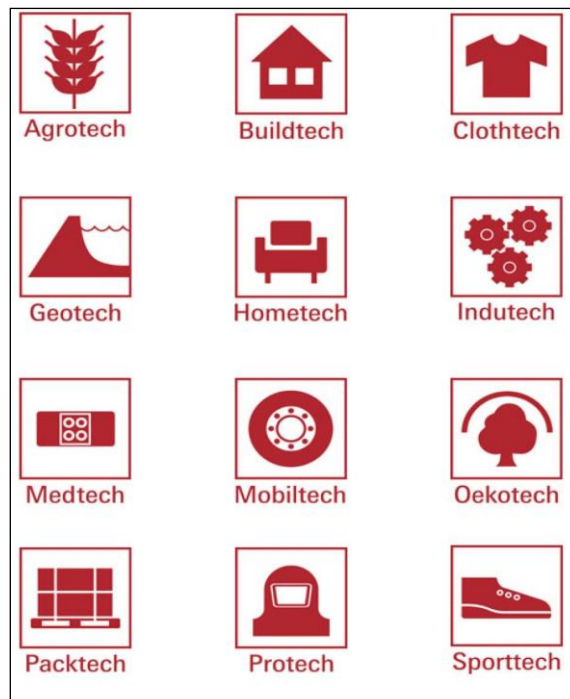 Agrotech
Buildtech
Clothtech
Geotech
Hometech
Indutech
Medtech
Mobiltech
Oekotech
Packtech
Protech
Sporttech